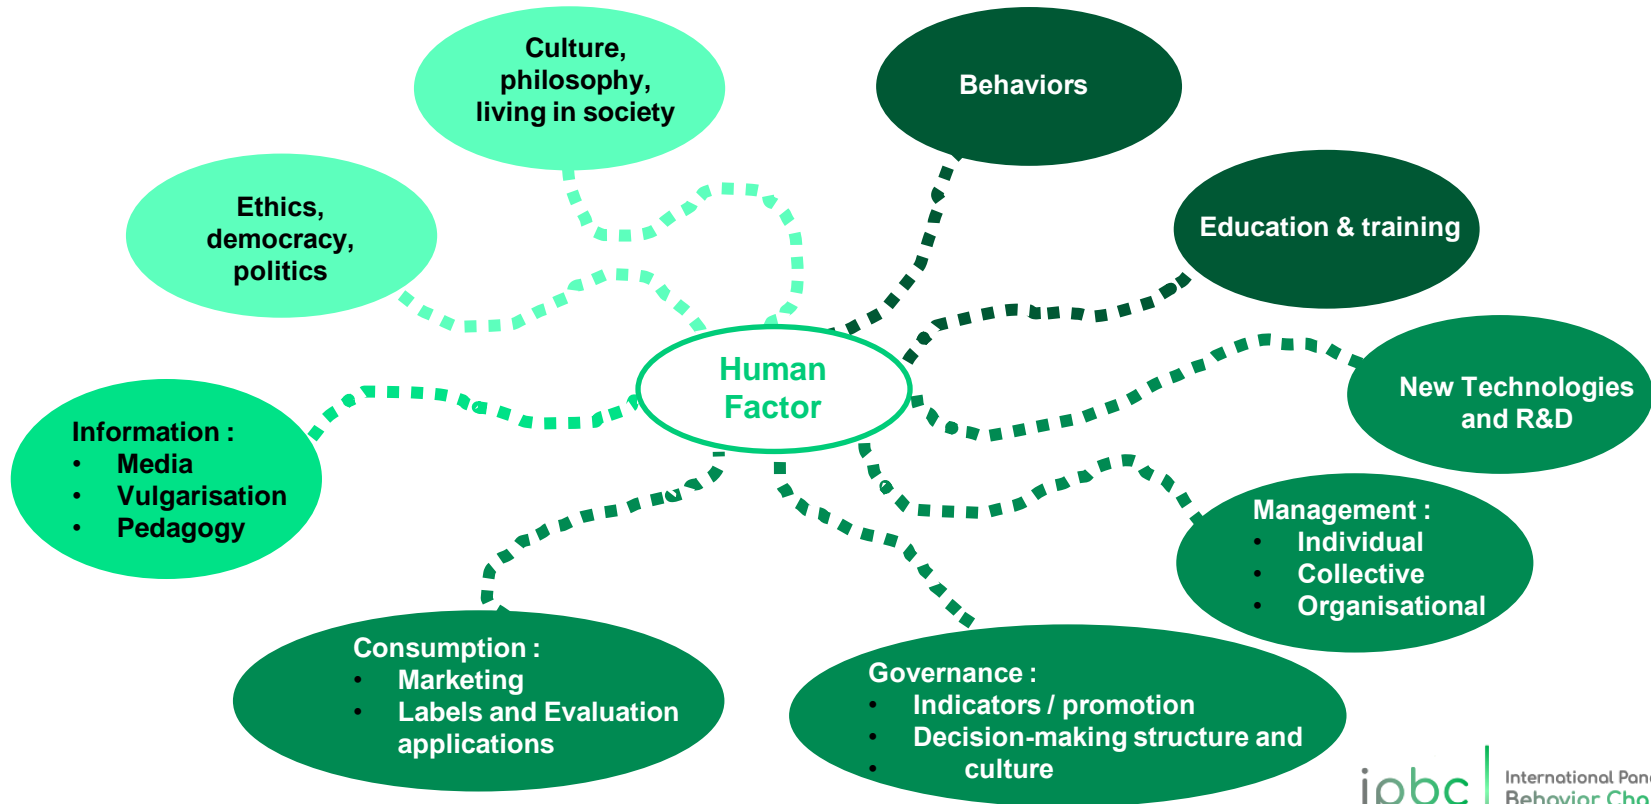 Culture,
philosophy,
living in society
Behaviors
Ethics,
democracy,
politics
Education & training
Human
Factor
New Technologies
and R&D
Information :
• Media
• Vulgarisation
• Pedagogy
Management :
• Individual
• Collective
• Organisational
Consumption :
• Marketing
• Labels and Evaluation
applications
Governance :
• Indicators / promotion
• Decision-making structure and
• culture
ipbc
International Pan
Behavior Cha